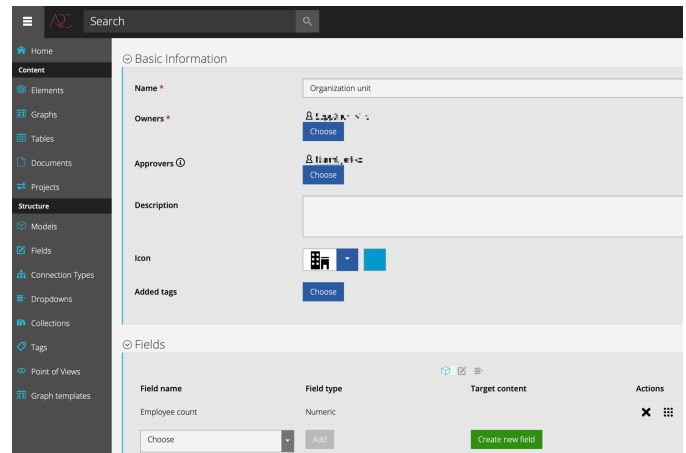 ARC
Search
Home
Content
Elements
Graphs
Tables
Documents
Projects
Structure
Models
Fields
Connection Types
Dropdowns
Collections
Tags
Point of Views
Graph templates
Basic Information
Name *
Organization unit
Owners *
Choose
Approvers
Choose
Description
Icon
Added tags
Choose
Fields
Field name Field type Target content Actions
Employee count Numeric
Choose Add Create new field